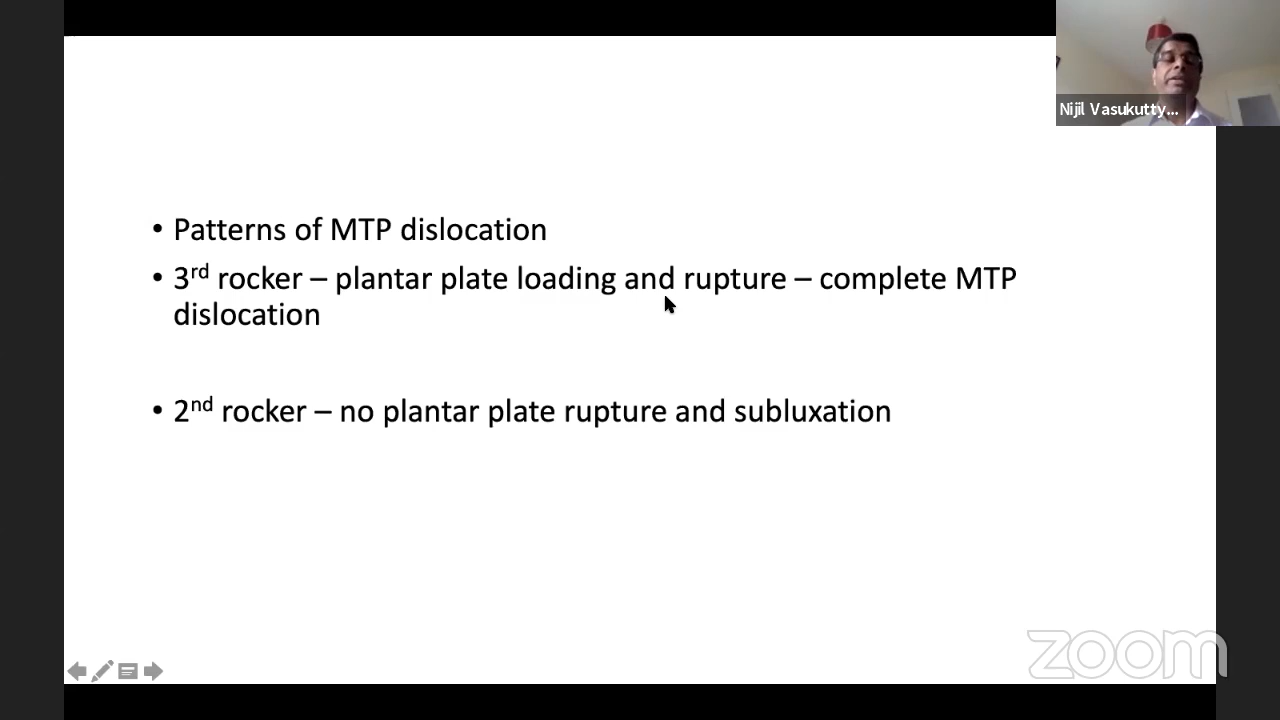 Nijil Vasukutty...
• Patterns of MTP dislocation
• 3rd rocker – plantar plate loading and rupture – complete MTP
dislocation
• 2nd rocker – no plantar plate rupture and subluxation
zoom